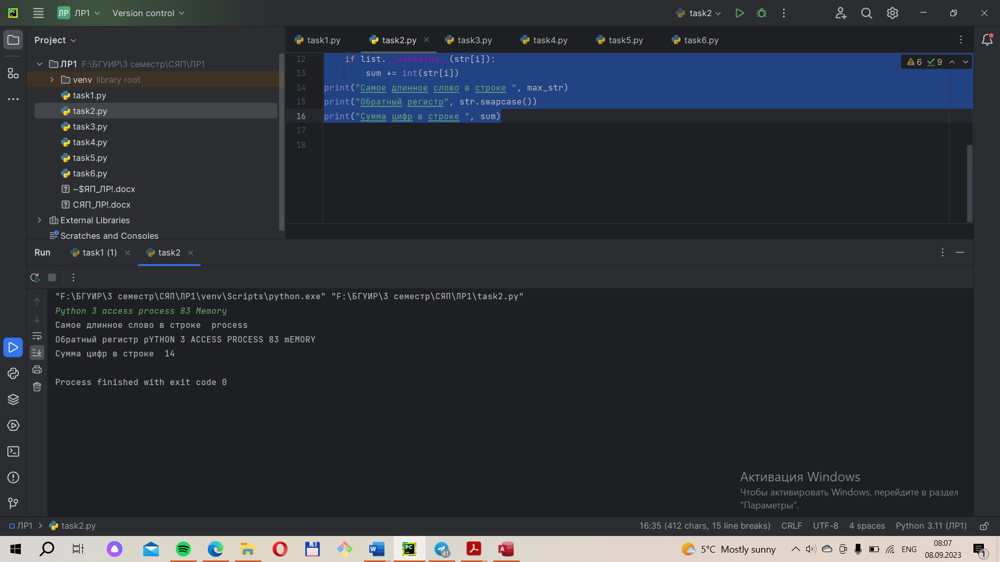 ЛР ЛР1 Version control task2
Project
ЛР1 F:\БГУИР\3 семестр\СЯП\ЛР1
venv library root
task1.py
task2.py
task3.py
task4.py
task5.py
task6.py
~$ЯП_ЛР!.docx
СЯП_ЛР!.docx
External Libraries
Scratches and Consoles
task1.py task2.py task3.py task4.py task5.py task6.py
6 9
12 if list.__contains__(str[i]):
13 sum += int(str[i])
14 print("Самое длинное слово в строке ", max_str)
15 print("Обратный регистр", str.swapcase())
16 print("Сумма цифр в строке ", sum)
17
18
Run task1 (1) task2
"F:\БГУИР\3 семестр\СЯП\ЛР1\venv\Scripts\python.exe" "F:\БГУИР\3 семестр\СЯП\ЛР1\task2.py"
Python 3 access process 83 Memory
Самое длинное слово в строке  process
Обратный регистр pYTHON 3 ACCESS PROCESS 83 mEMORY
Сумма цифр в строке  14
Process finished with exit code 0
Активация Windows
Чтобы активировать Windows, перейдите в раздел
"Параметры".
ЛР1 task2.py 16:35 (412 chars, 15 line breaks) CRLF UTF-8 4 spaces Python 3.11 (ЛР1)
PC 41 5°C Mostly sunny ENG 08:07
08.09.2023 1